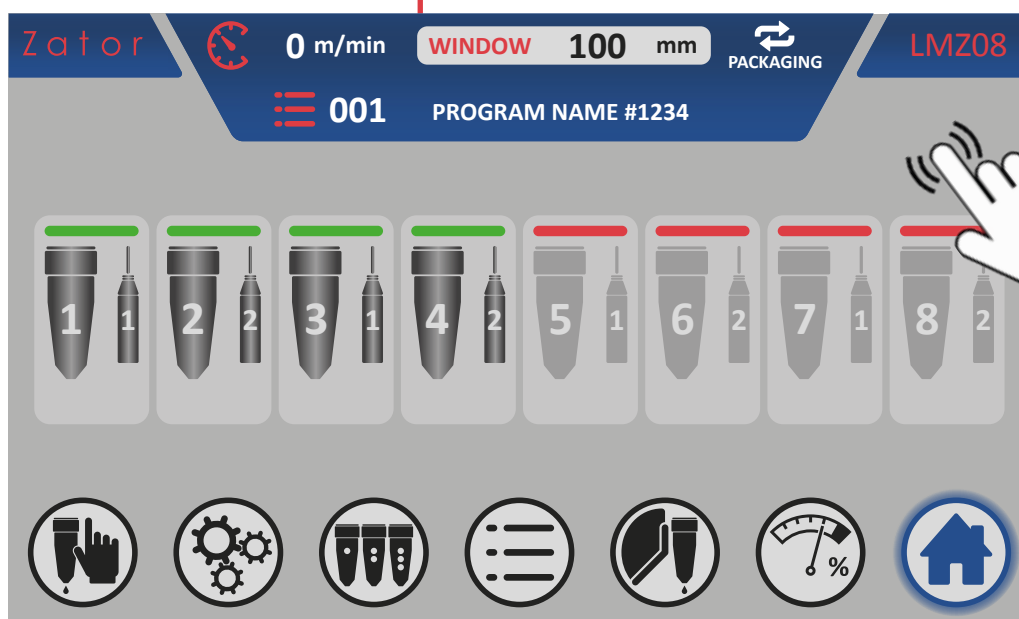 Zator
0 m/min
WINDOW 100 mm
PACKAGING
LMZ08
001 PROGRAM NAME #1234
1 1 2 2 3 1 4 2 5 1 6 2 7 1 8 2
%